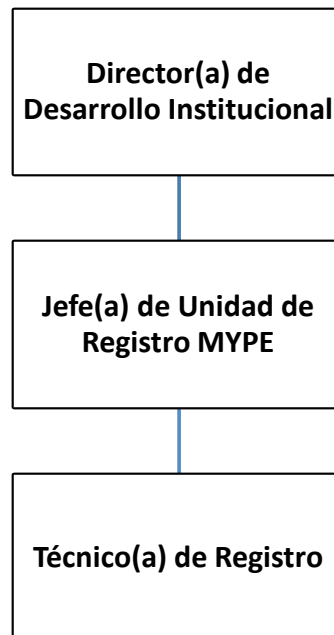 Director(a) de
Desarrollo Institucional
Jefe(a) de Unidad de
Registro MYPE
Técnico(a) de Registro